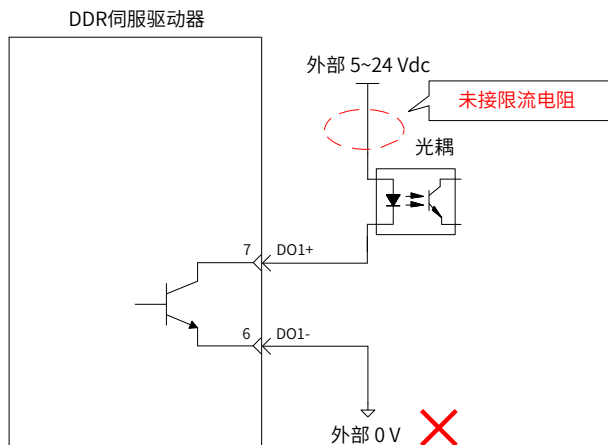 DDR伺服驱动器
外部 5~24 Vdc
未接限流电阻
光耦
7 DO1+
6 DO1-
外部 0 V